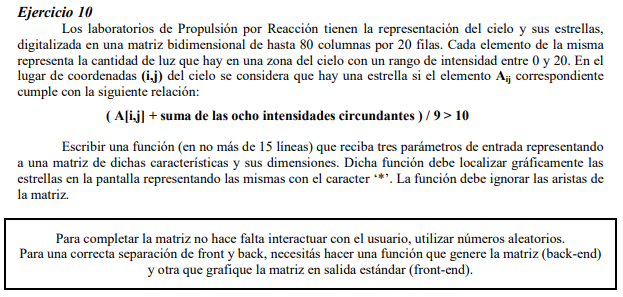 Ejercicio 10
Los laboratorios de Propulsión por Reacción tienen la representación del cielo y sus estrellas,
digitalizada en una matriz bidimensional de hasta 80 columnas por 20 filas. Cada elemento de la misma
representa la cantidad de luz que hay en una zona del cielo con un rango de intensidad entre 0 y 20. En el
lugar de coordenadas (i,j) del cielo se considera que hay una estrella si el elemento Aij correspondiente
cumple con la siguiente relación:
( A[i,j] + suma de las ocho intensidades circundantes ) / 9 > 10
Escribir una función (en no más de 15 líneas) que reciba tres parámetros de entrada representando
a una matriz de dichas características y sus dimensiones. Dicha función debe localizar gráficamente las
estrellas en la pantalla representando las mismas con el caracter ‘*’. La función debe ignorar las aristas de
la matriz.
Para completar la matriz no hace falta interactuar con el usuario, utilizar números aleatorios.
Para una correcta separación de front y back, necesitás hacer una función que genere la matriz (back-end)
y otra que grafique la matriz en salida estándar (front-end).